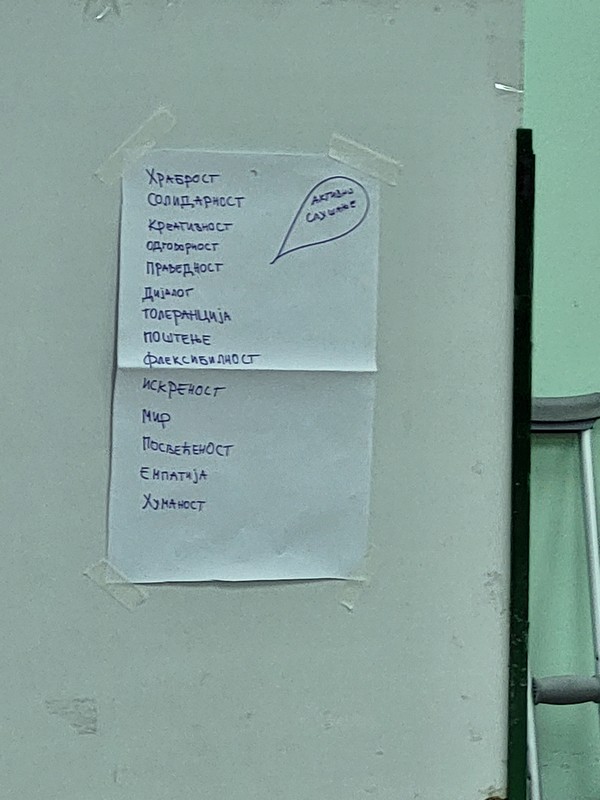 Храброст
Солидарност
Креативност
Одговорност
Праведност
Дијалог
Толеранција
Поштење
Флексибилност
Искреност
Мир
Посвећеност
Емпатија
Хуманост
Активно
слушање